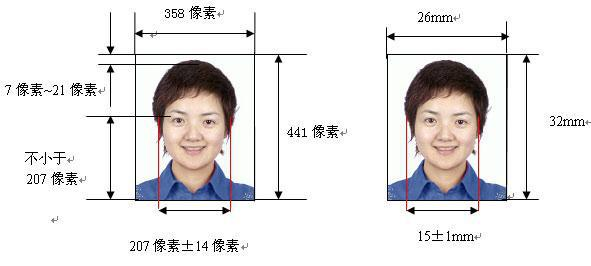 358 像素
7 像素~21 像素
不小于
207 像素
441 像素
207 像素±14 像素
26mm
32mm
15±1mm